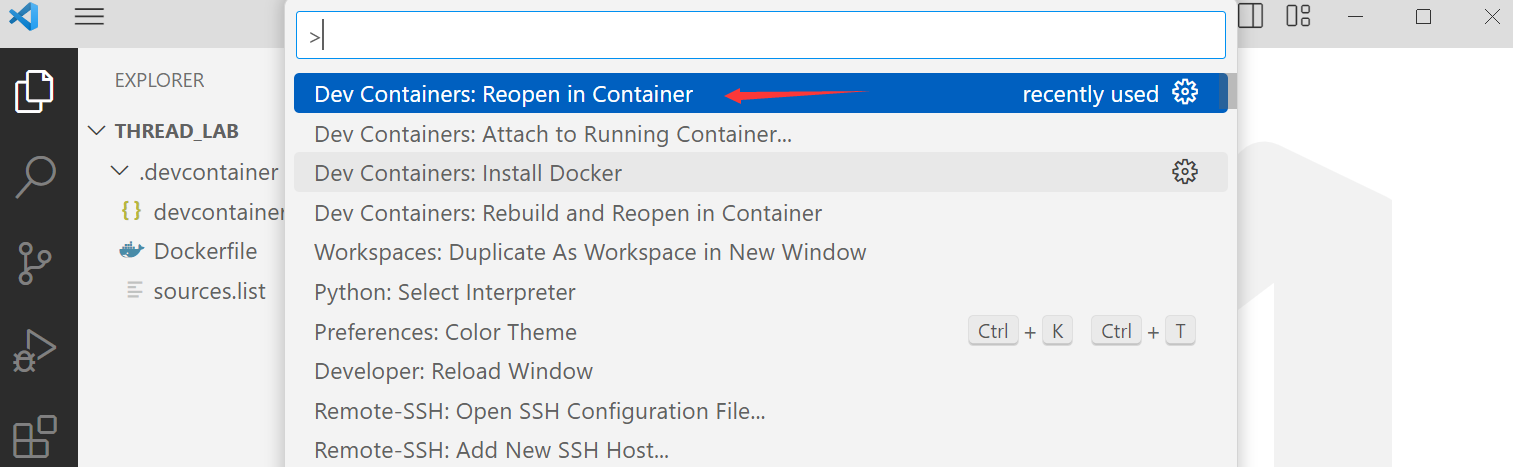 >
EXPLORER
THREAD_LAB
.devcontainer
{} devcontainer
Dockerfile
sources.list
Dev Containers: Reopen in Container recently used
Dev Containers: Attach to Running Container...
Dev Containers: Install Docker
Dev Containers: Rebuild and Reopen in Container
Workspaces: Duplicate As Workspace in New Window
Python: Select Interpreter
Preferences: Color Theme Ctrl + K Ctrl + T
Developer: Reload Window
Remote-SSH: Open SSH Configuration File...
Remote-SSH: Add New SSH Host...